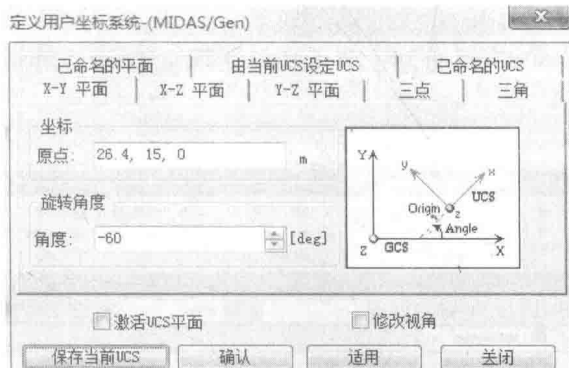 定义用户坐标系统-(MIDAS/Gen)
已命名的平面 由当前UCS设定UCS 已命名的UCS
X-Y 平面 X-Z 平面 Y-Z 平面 三点 三角
坐标
原点: 26.4, 15, 0 m
旋转角度
角度: -60 [deg]
Y
y
x
UCS
Origin
z
Angle
Z GCS X
激活UCS平面 修改视角
保存当前UCS 确认 适用 关闭